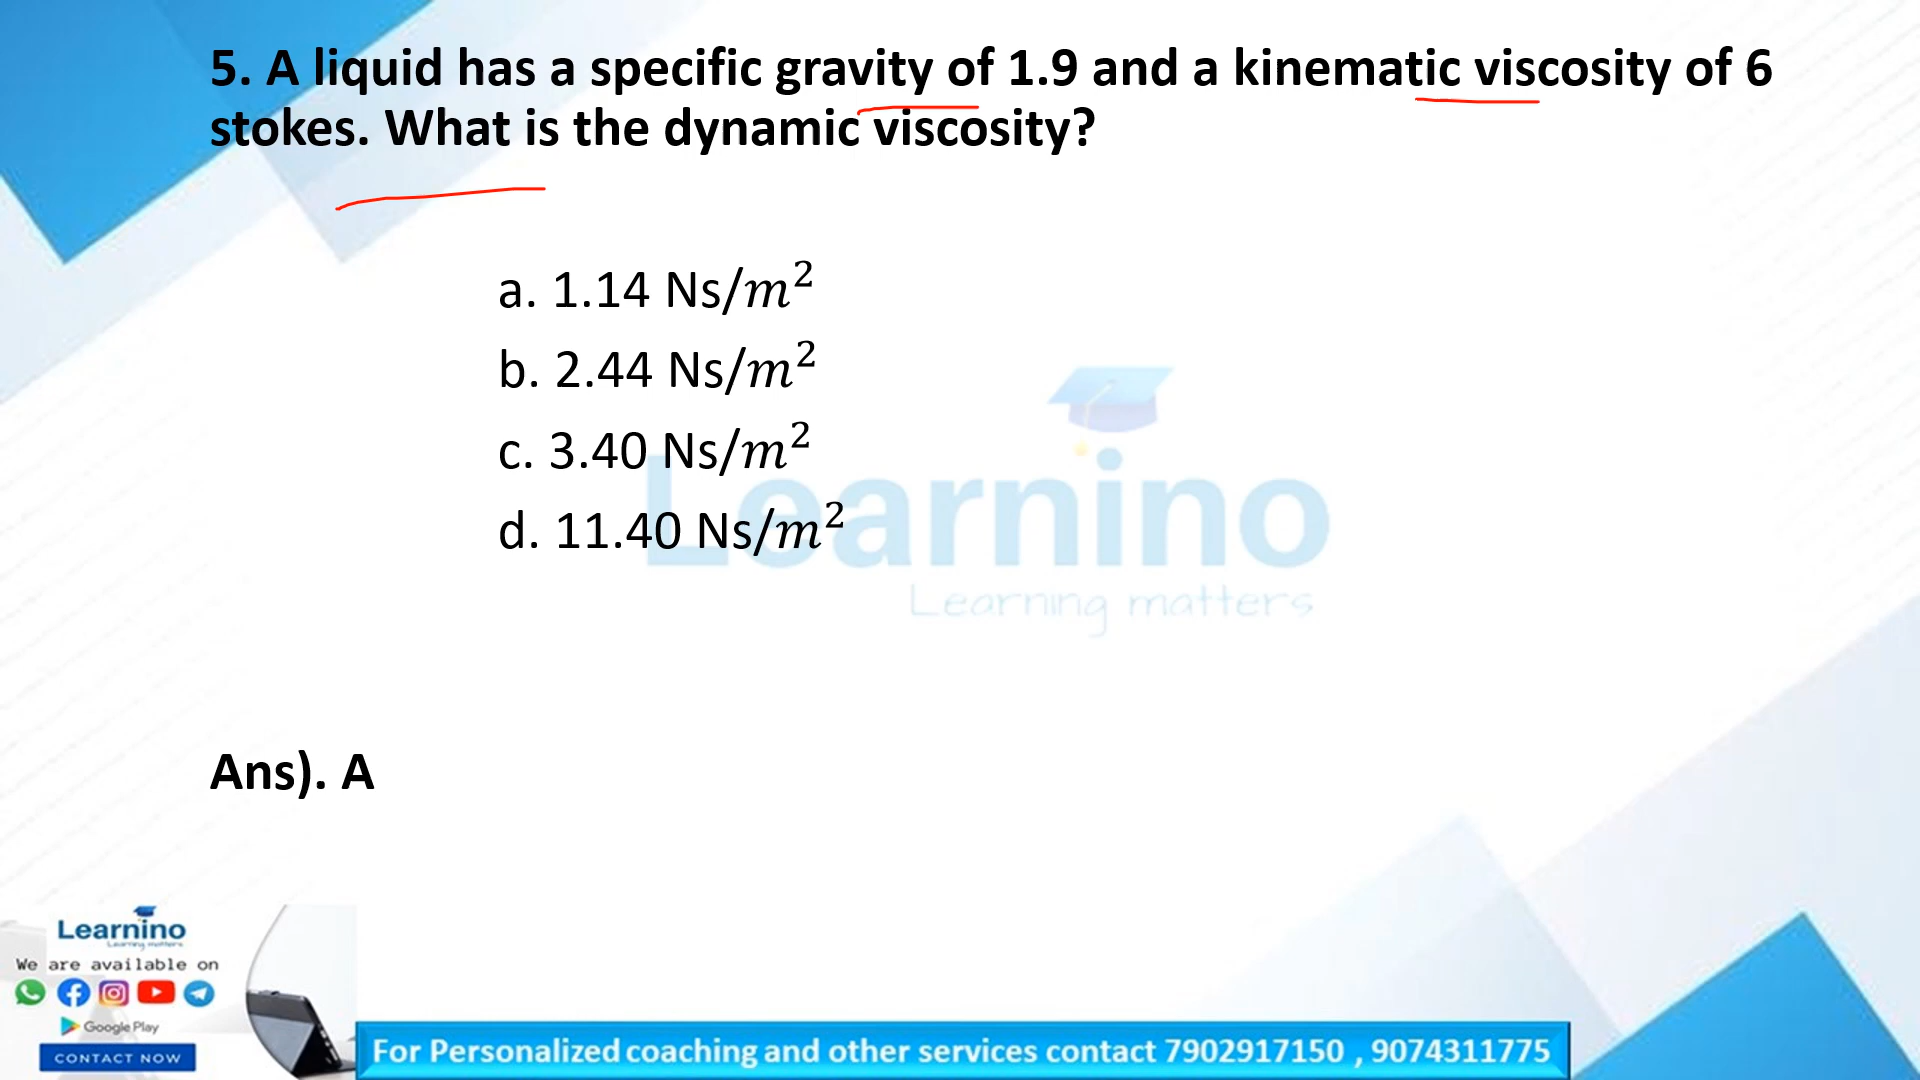 5. A liquid has a specific gravity of 1.9 and a kinematic viscosity of 6
stokes. What is the dynamic viscosity?
a. 1.14 Ns/m²
b. 2.44 Ns/m²
c. 3.40 Ns/m²
d. 11.40 Ns/m²
Learnino
Learning matters
Ans). A
Learnino
Learning matters
We are available on
Google Play
CONTACT NOW
For Personalized coaching and other services contact 7902917150 , 9074311775